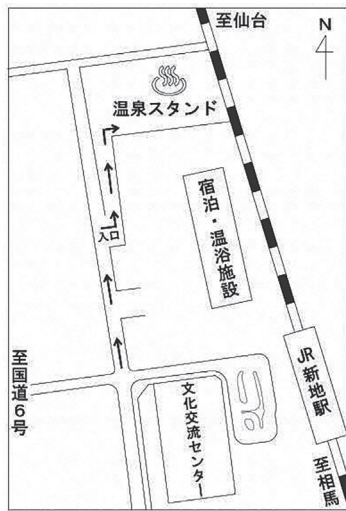 至仙台
N
温泉スタンド
宿泊・温浴施設
入口
JR新地駅
至国道6号
文化交流センター
至相馬